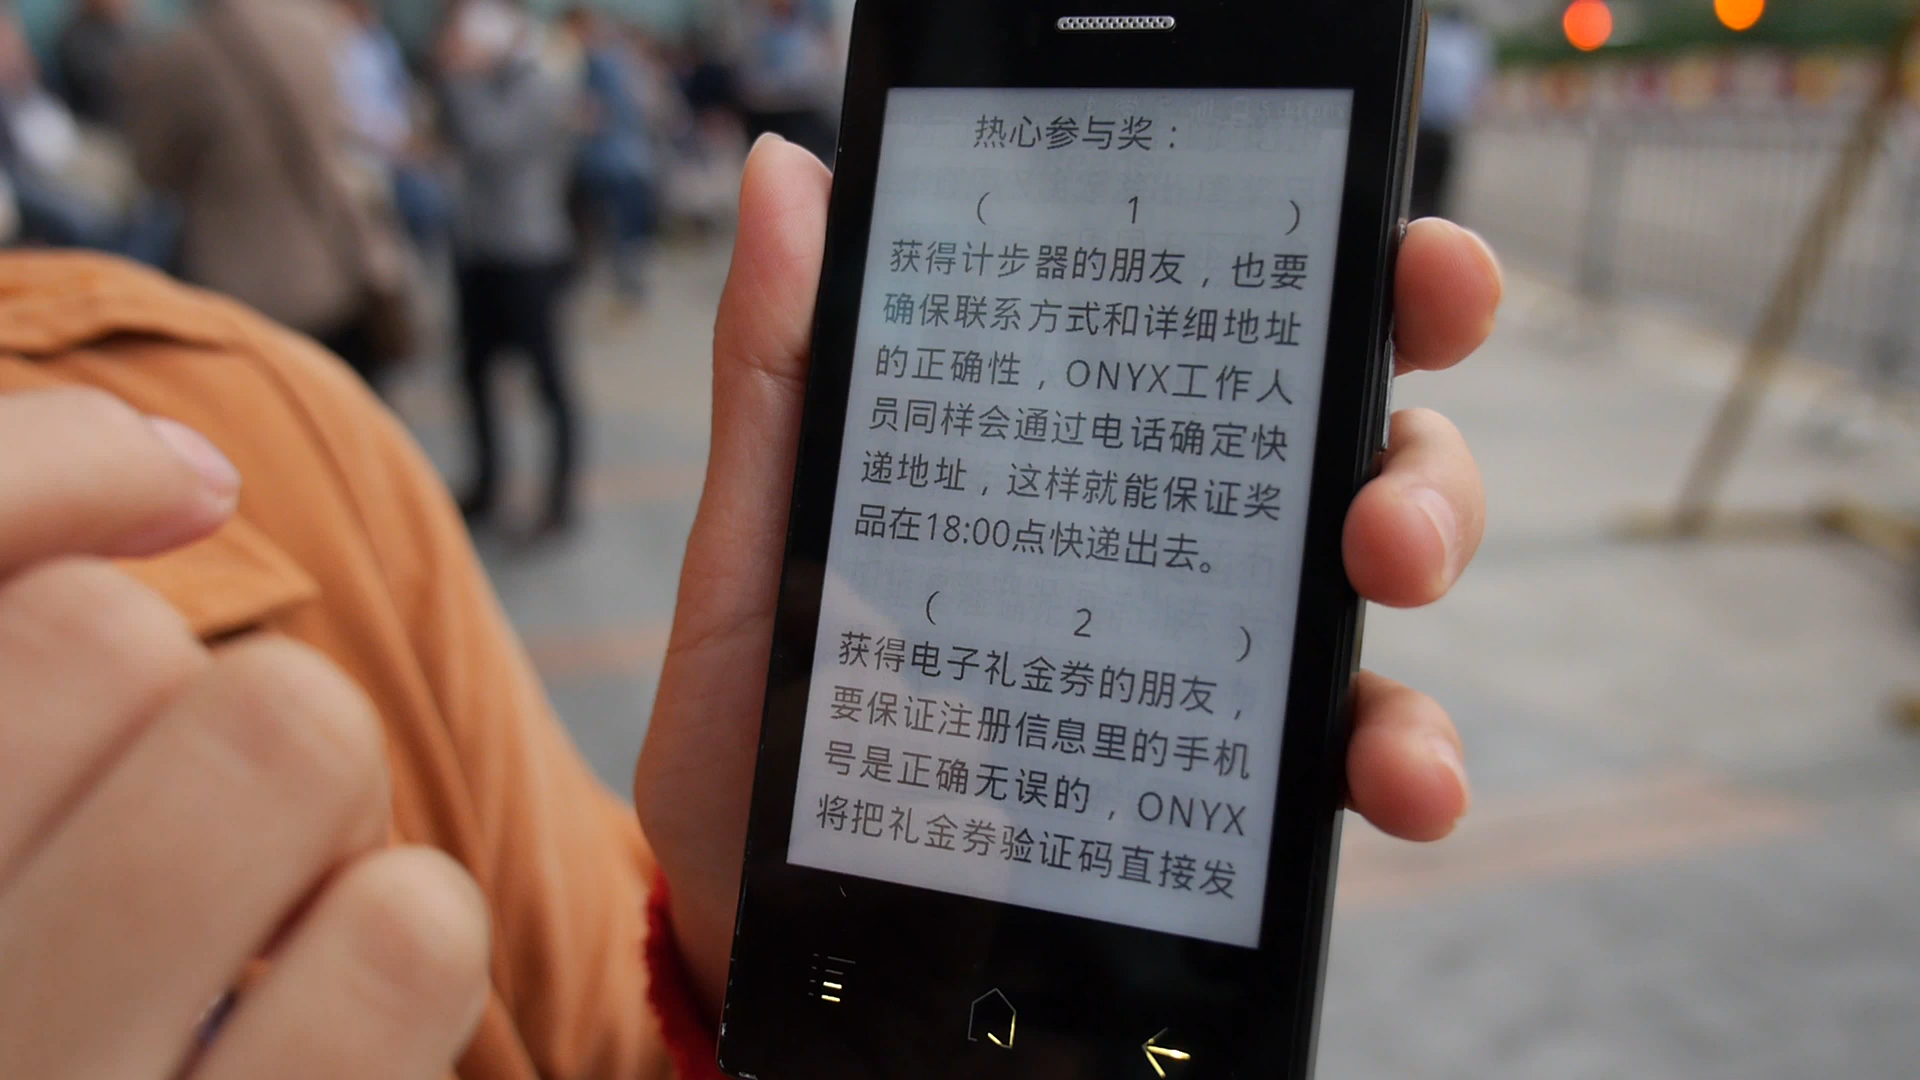 热心参与奖：
（ 1 ）
获得计步器的朋友，也要
确保联系方式和详细地址
的正确性，ONYX工作人
员同样会通过电话确定快
递地址，这样就能保证奖
品在18:00点快递出去。
（ 2 ）
获得电子礼金券的朋友，
要保证注册信息里的手机
号是正确无误的，ONYX
将把礼金券验证码直接发